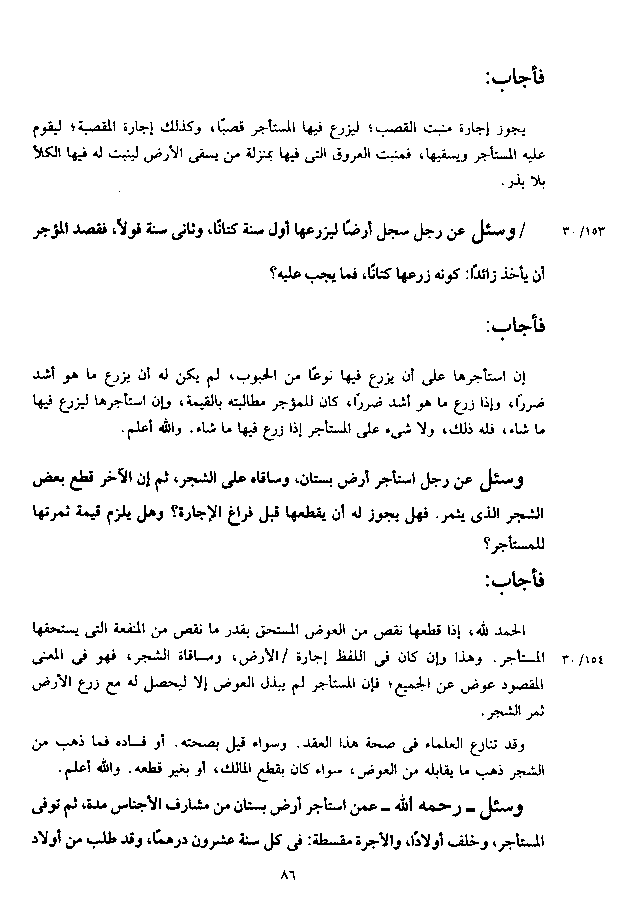 فأجاب:
يجوز إجارة منبت القصب؛ ليزرع فيها المستأجر قصبًا، وكذلك إجارة المقصبة؛ ليقوم
عليه المستأجر ويسقيها، فمنبت العروق التى فيها بمنزلة من يسقى الأرض لينبت له فيها الكلأ
بلا بذر.
٣٠/١٥٣ / وسئل عن رجل سجل أرضًا ليزرعها أول سنة كتانًا، وثانى سنة فولاً، فقصد المؤجر
أن يأخذ زائدًا: كونه زرعها كتانًا، فما يجب عليه؟
فأجاب:
إن استأجرها على أن يزرع فيها نوعًا من الحبوب، لم يكن له أن يزرع ما هو أشد
ضررًا، وإذا زرع ما هو أشد ضررًا، كان للمؤجر مطالبته بالقيمة، وإن استأجرها ليزرع فيها
ما شاء، فله ذلك، ولا شىء على المستأجر إذا زرع فيها ما شاء. والله أعلم.
وسئل عن رجل استأجر أرض بستان، وساقاه على الشجر، ثم إن الآخر قطع بعض
الشجر الذى يثمر. فهل يجوز له أن يقطعها قبل فراغ الإجارة؟ وهل يلزم قيمة ثمرتها
للمستأجر؟
فأجاب:
الحمد لله، إذا قطعها نقص من العوض المستحق بقدر ما نقص من المنفعة التى يستحقها
٣٠/١٥٤ المستأجر. وهذا وإن كان فى اللفظ إجارة /الأرض، ومساقاة الشجر، فهو فى المعنى
المقصود عوض عن الجميع؛ فإن المستأجر لم يبذل العوض إلا ليحصل له مع زرع الأرض
ثمر الشجر.
وقد تنازع العلماء فى صحة هذا العقد. وسواء قيل بصحته. أو فساده فما ذهب من
الشجر ذهب ما يقابله من العوض، سواء كان بقطع المالك، أو بغير قطعه. والله أعلم.
وسئل ـ رحمه الله ـ عمن استأجر أرض بستان من مشارف الأجناس مدة، ثم توفى
المستأجر، وخلف أولادًا، والأجرة مقسطة: فى كل سنة عشرون درهمًا، وقد طلب من أولاد
٨٦